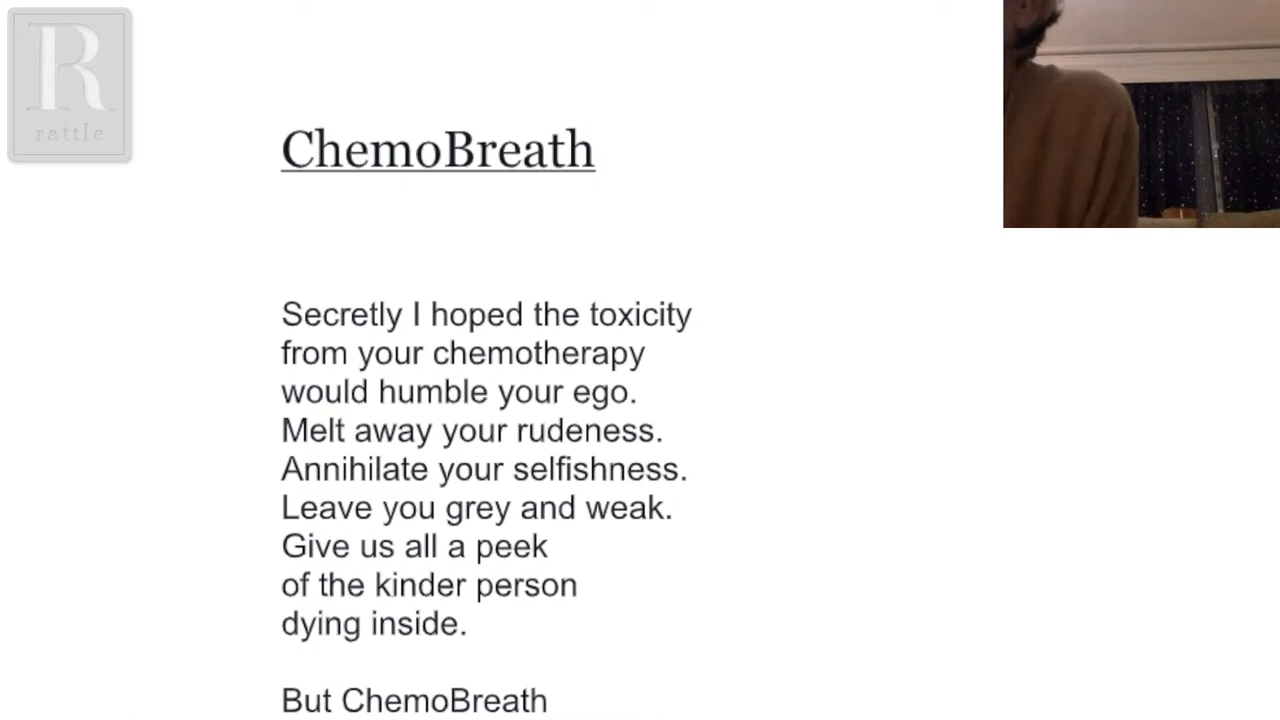 R
rattle
ChemoBreath
Secretly I hoped the toxicity
from your chemotherapy
would humble your ego.
Melt away your rudeness.
Annihilate your selfishness.
Leave you grey and weak.
Give us all a peek
of the kinder person
dying inside.
But ChemoBreath